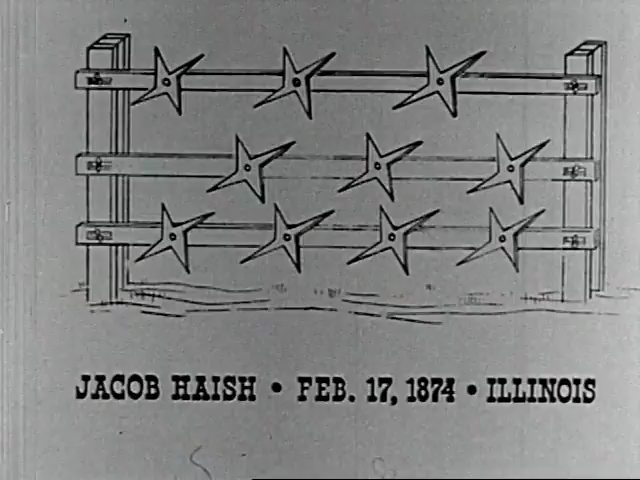 JACOB HAISH • FEB. 17, 1874 • ILLINOIS